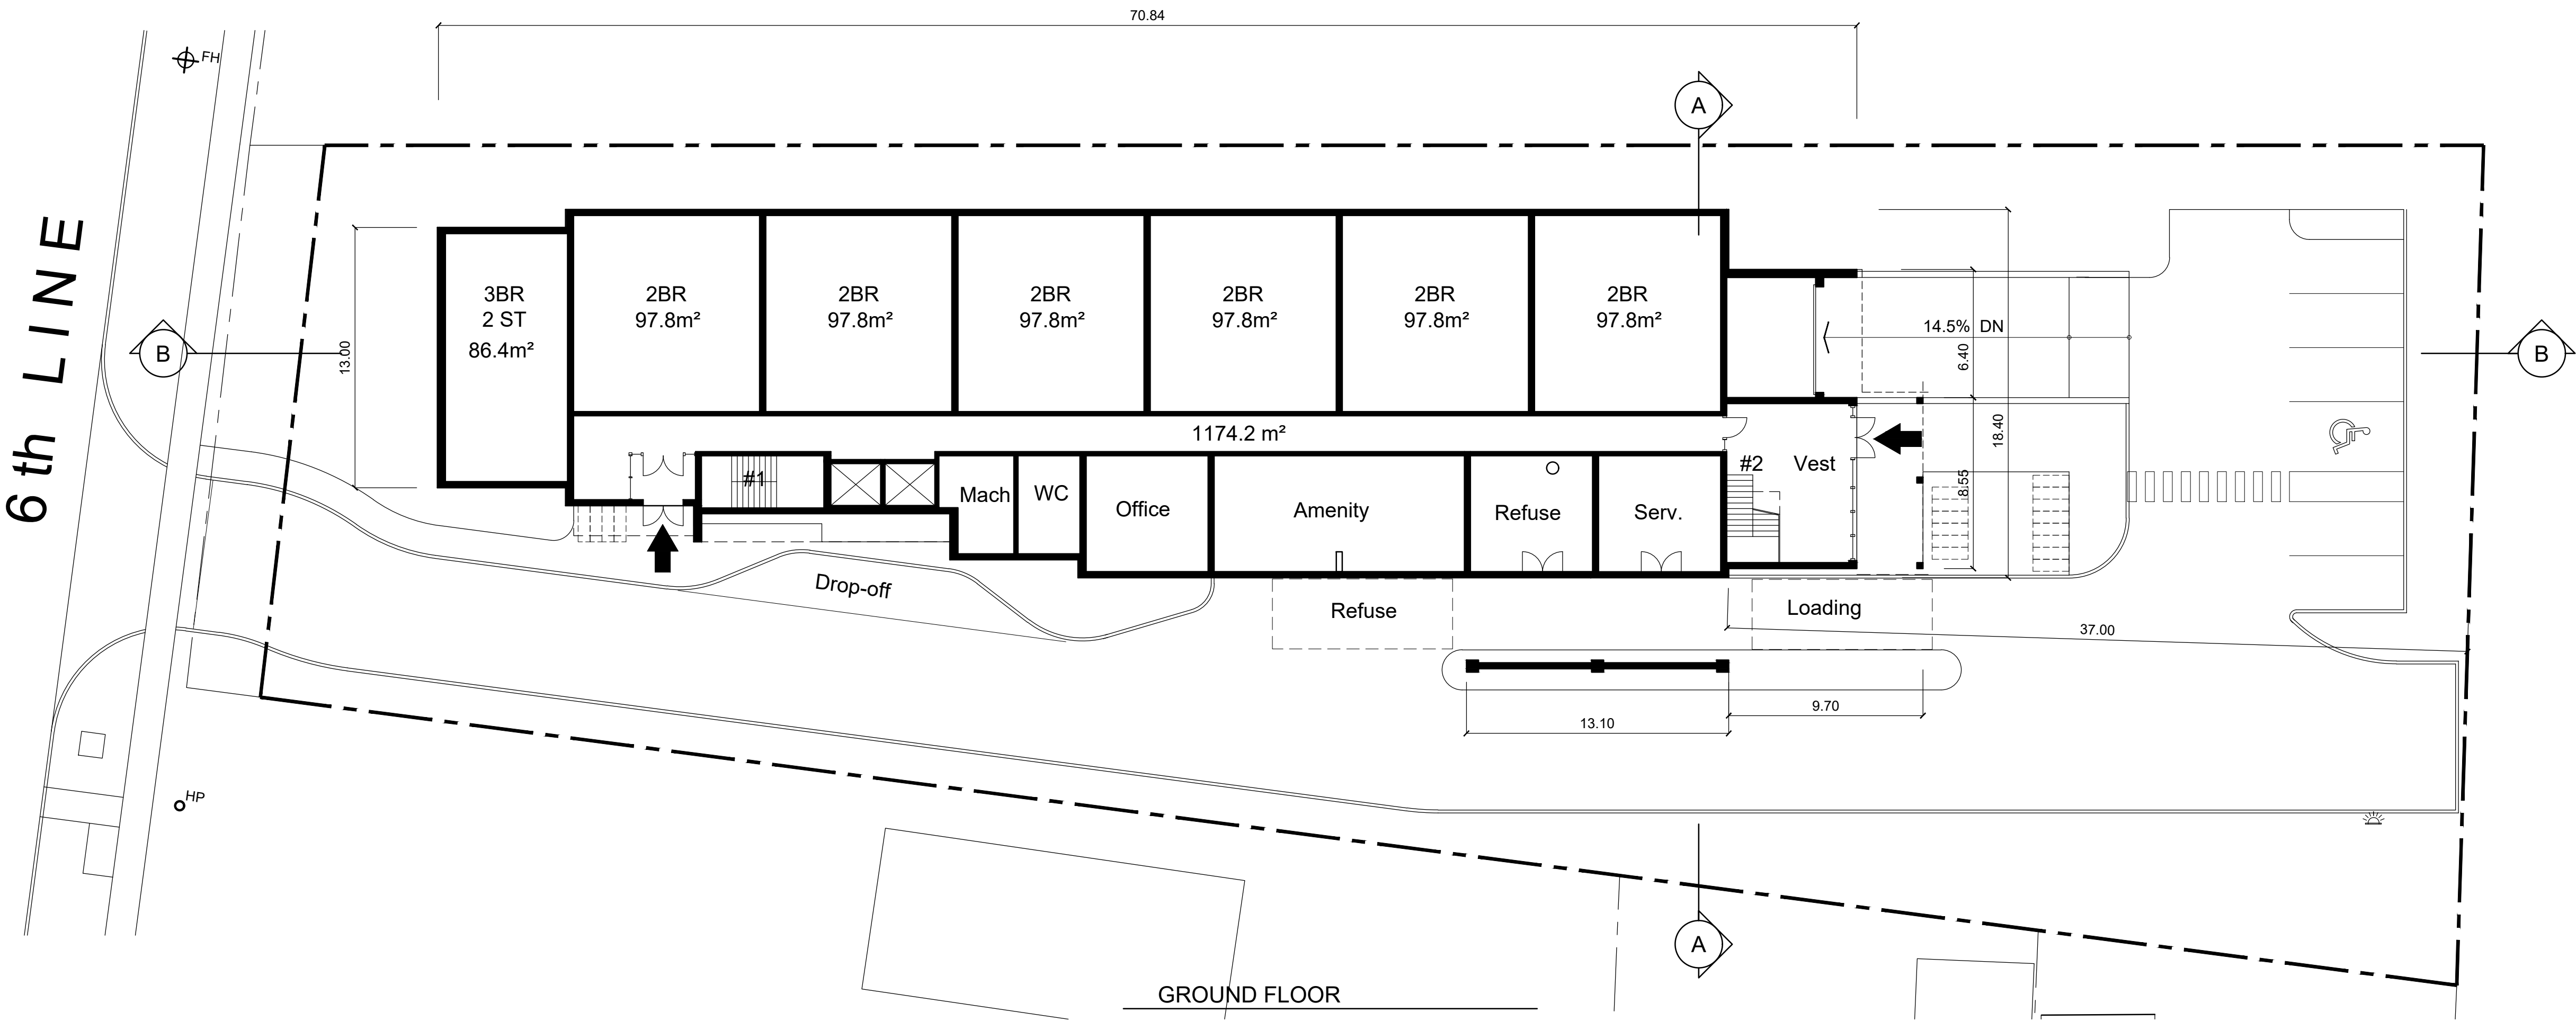 70.84
FH
A
6th LINE
13.00
B
3BR
2 ST
86.4m²
2BR
97.8m²
2BR
97.8m²
2BR
97.8m²
2BR
97.8m²
2BR
97.8m²
2BR
97.8m²
14.5% DN
6.40
18.40
8.55
B
1174.2 m²
#1
Mach
WC
Office
Amenity
Refuse
Serv.
#2
Vest
Drop-off
Refuse
Loading
37.00
9.70
13.10
HP
A
GROUND FLOOR